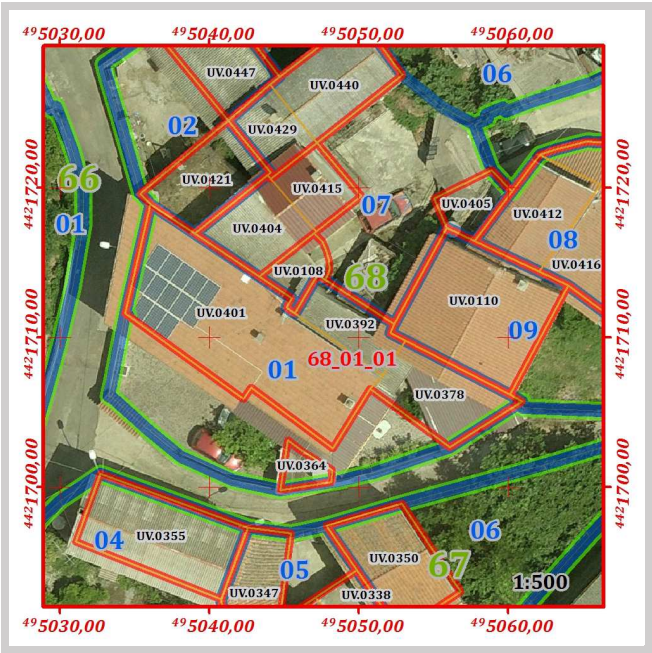 ⁴⁹5030,00 ⁴⁹5040,00 ⁴⁹5050,00 ⁴⁹5060,00
UV.0447
UV.0440
06
02
UV.0429
⁴⁴²1720,00
66
UV.0421
UV.0415
⁴⁴²1720,00
01
07
UV.0405
UV.0412
UV.0404
08
UV.0108
68
UV.0416
UV.0401
UV.0110
⁴⁴²1710,00
UV.0392
09
⁴⁴²1710,00
68_01_01
01
UV.0378
UV.0364
⁴⁴²1700,00
⁴⁴²1700,00
04
UV.0355
06
UV.0350
05
67
1:500
UV.0347
UV.0338
⁴⁹5030,00 ⁴⁹5040,00 ⁴⁹5050,00 ⁴⁹5060,00